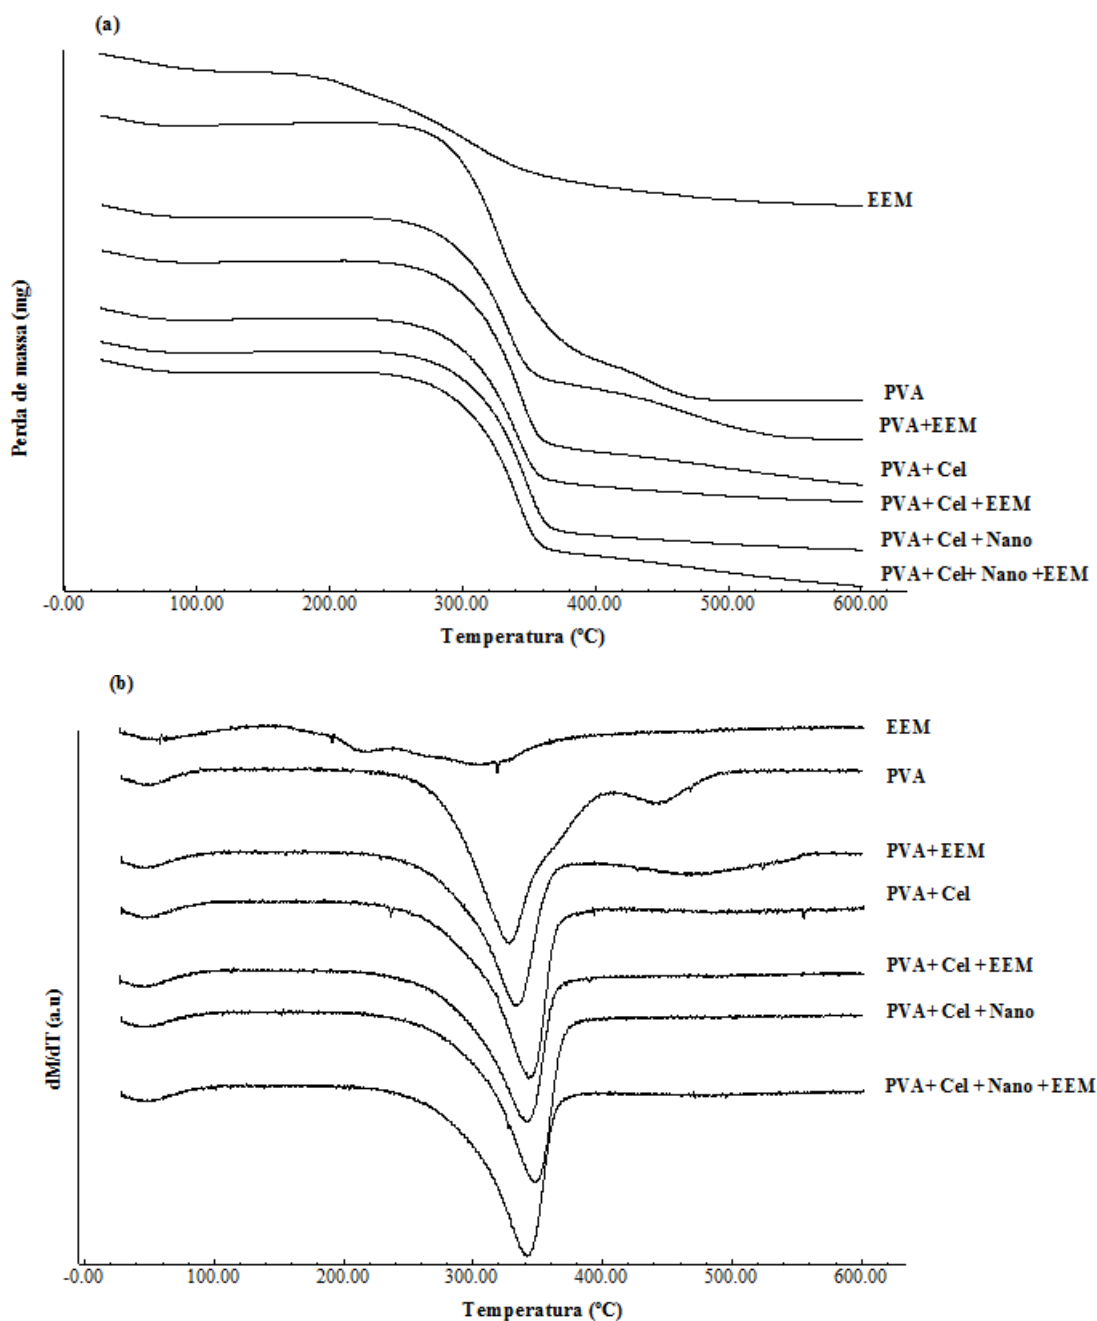 (a)
Perda de massa (mg)
EEM
PVA
PVA+EEM
PVA+ Cel
PVA+ Cel + EEM
PVA+ Cel + Nano
PVA+ Cel+ Nano +EEM
-0.00 100.00 200.00 300.00 400.00 500.00 600.00
Temperatura (ºC)
(b)
dM/dT (a.u)
EEM
PVA
PVA+EEM
PVA+ Cel
PVA+ Cel + EEM
PVA+ Cel + Nano
PVA+ Cel + Nano +EEM
-0.00 100.00 200.00 300.00 400.00 500.00 600.00
Temperatura (ºC)